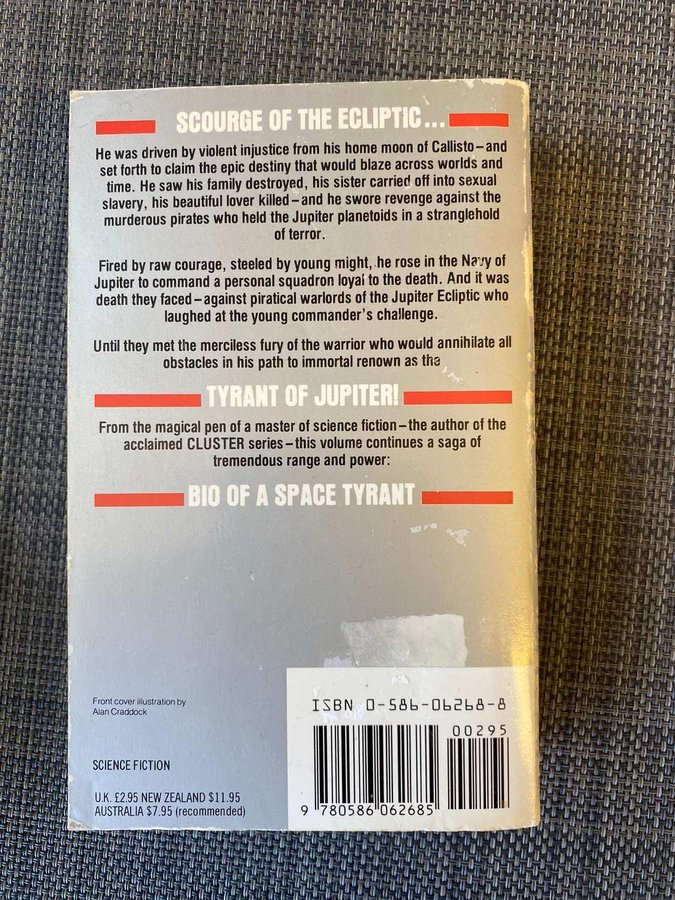 SCOURGE OF THE ECLIPTIC...
He was driven by violent injustice from his home moon of Callisto–and
set forth to claim the epic destiny that would blaze across worlds and
time. He saw his family destroyed, his sister carried off into sexual
slavery, his beautiful lover killed–and he swore revenge against the
murderous pirates who held the Jupiter planetoids in a stranglehold
of terror.
Fired by raw courage, steeled by young might, he rose in the Navy of
Jupiter to command a personal squadron loyal to the death. And it was
death they faced–against piratical warlords of the Jupiter Ecliptic who
laughed at the young commander's challenge.
Until they met the merciless fury of the warrior who would annihilate all
obstacles in his path to immortal renown as the
TYRANT OF JUPITER!
From the magical pen of a master of science fiction–the author of the
acclaimed CLUSTER series–this volume continues a saga of
tremendous range and power:
BIO OF A SPACE TYRANT
Front cover illustration by
Alan Craddock
SCIENCE FICTION
U.K. £2.95 NEW ZEALAND $11.95
AUSTRALIA $7.95 (recommended)
ISBN 0-586-06268-8
00295
9 780586 062685